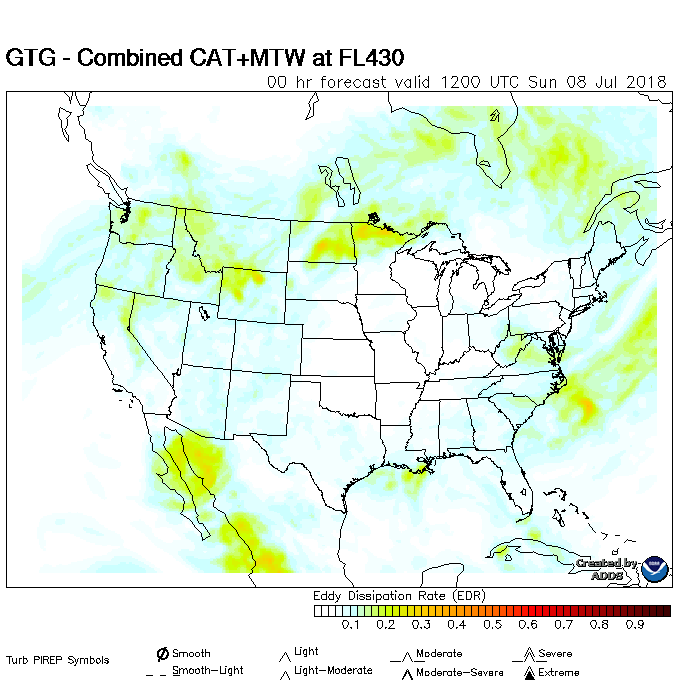 GTG - Combined CAT+MTW at FL430
00 hr forecast valid 1200 UTC Sun 08 Jul 2018
Created by
ADDS
Eddy Dissipation Rate (EDR)
0.1 0.2 0.3 0.4 0.5 0.6 0.7 0.8 0.9
Turb PIREP Symbols
Smooth Light Moderate Severe
Smooth-Light Light-Moderate Moderate-Severe Extreme